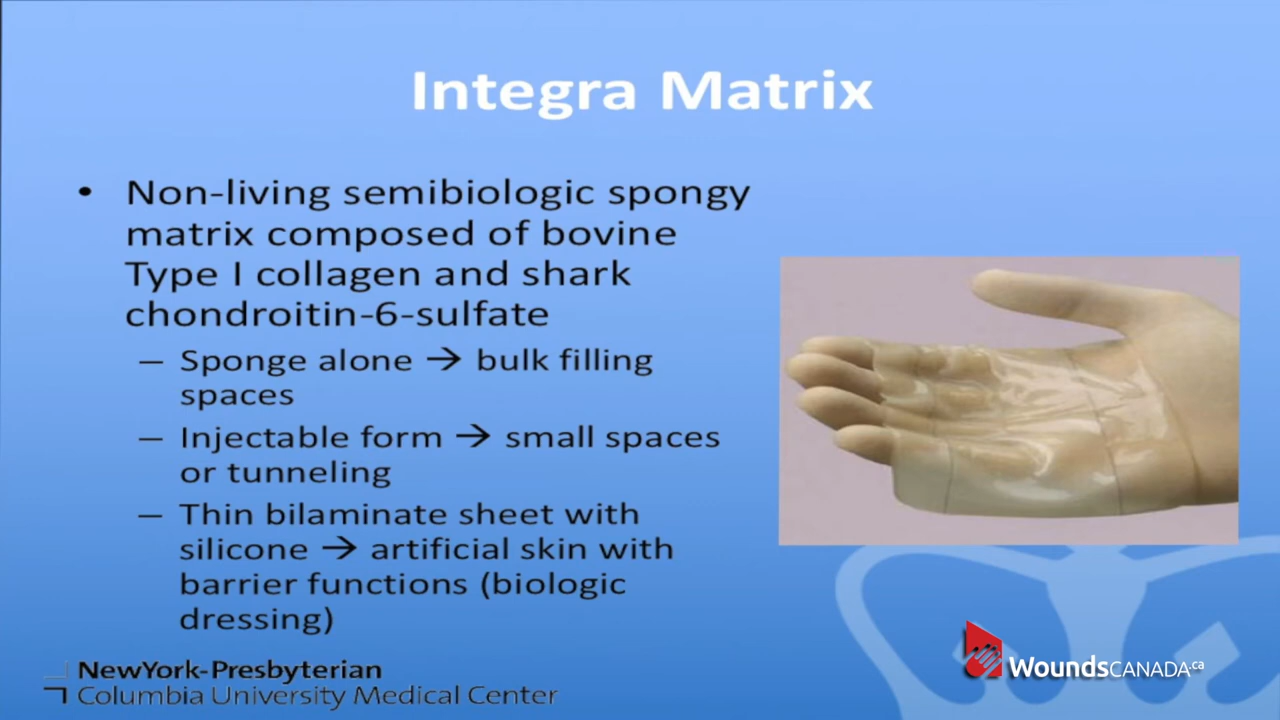 Integra Matrix
• Non-living semibiologic spongy
matrix composed of bovine
Type I collagen and shark
chondroitin-6-sulfate
– Sponge alone → bulk filling
spaces
– Injectable form → small spaces
or tunneling
– Thin bilaminate sheet with
silicone → artificial skin with
barrier functions (biologic
dressing)
NewYork-Presbyterian
Columbia University Medical Center
WoundsCANADA.ca